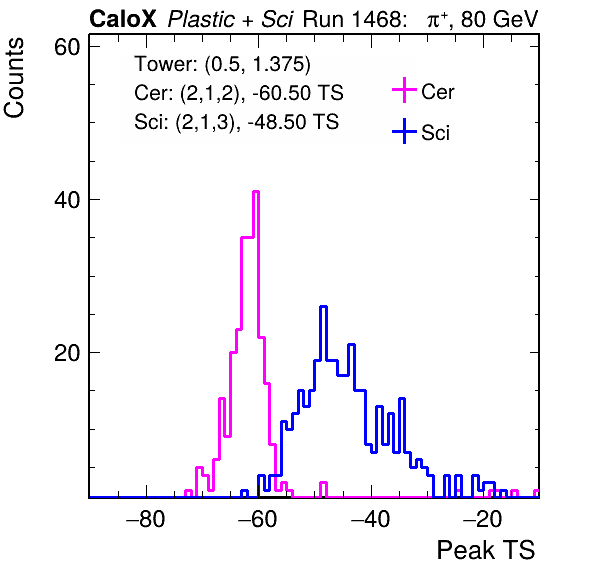 CaloX Plastic + Sci Run 1468: π⁺, 80 GeV
Counts
60
40
20
Tower: (0.5, 1.375)
Cer: (2,1,2), -60.50 TS
Sci: (2,1,3), -48.50 TS
Cer
Sci
−80 −60 −40 −20
Peak TS